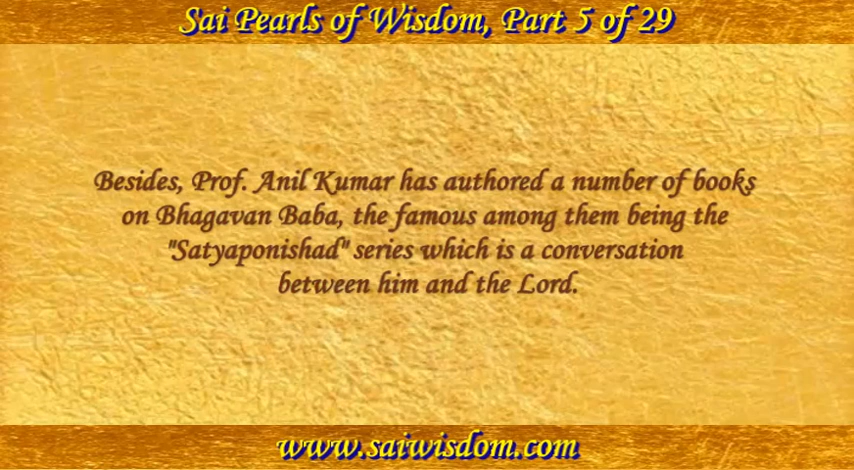 Sai Pearls of Wisdom, Part 5 of 29
Besides, Prof. Anil Kumar has authored a number of books
on Bhagavan Baba, the famous among them being the
"Satyaponishad" series which is a conversation
between him and the Lord.
www.saiwisdom.com